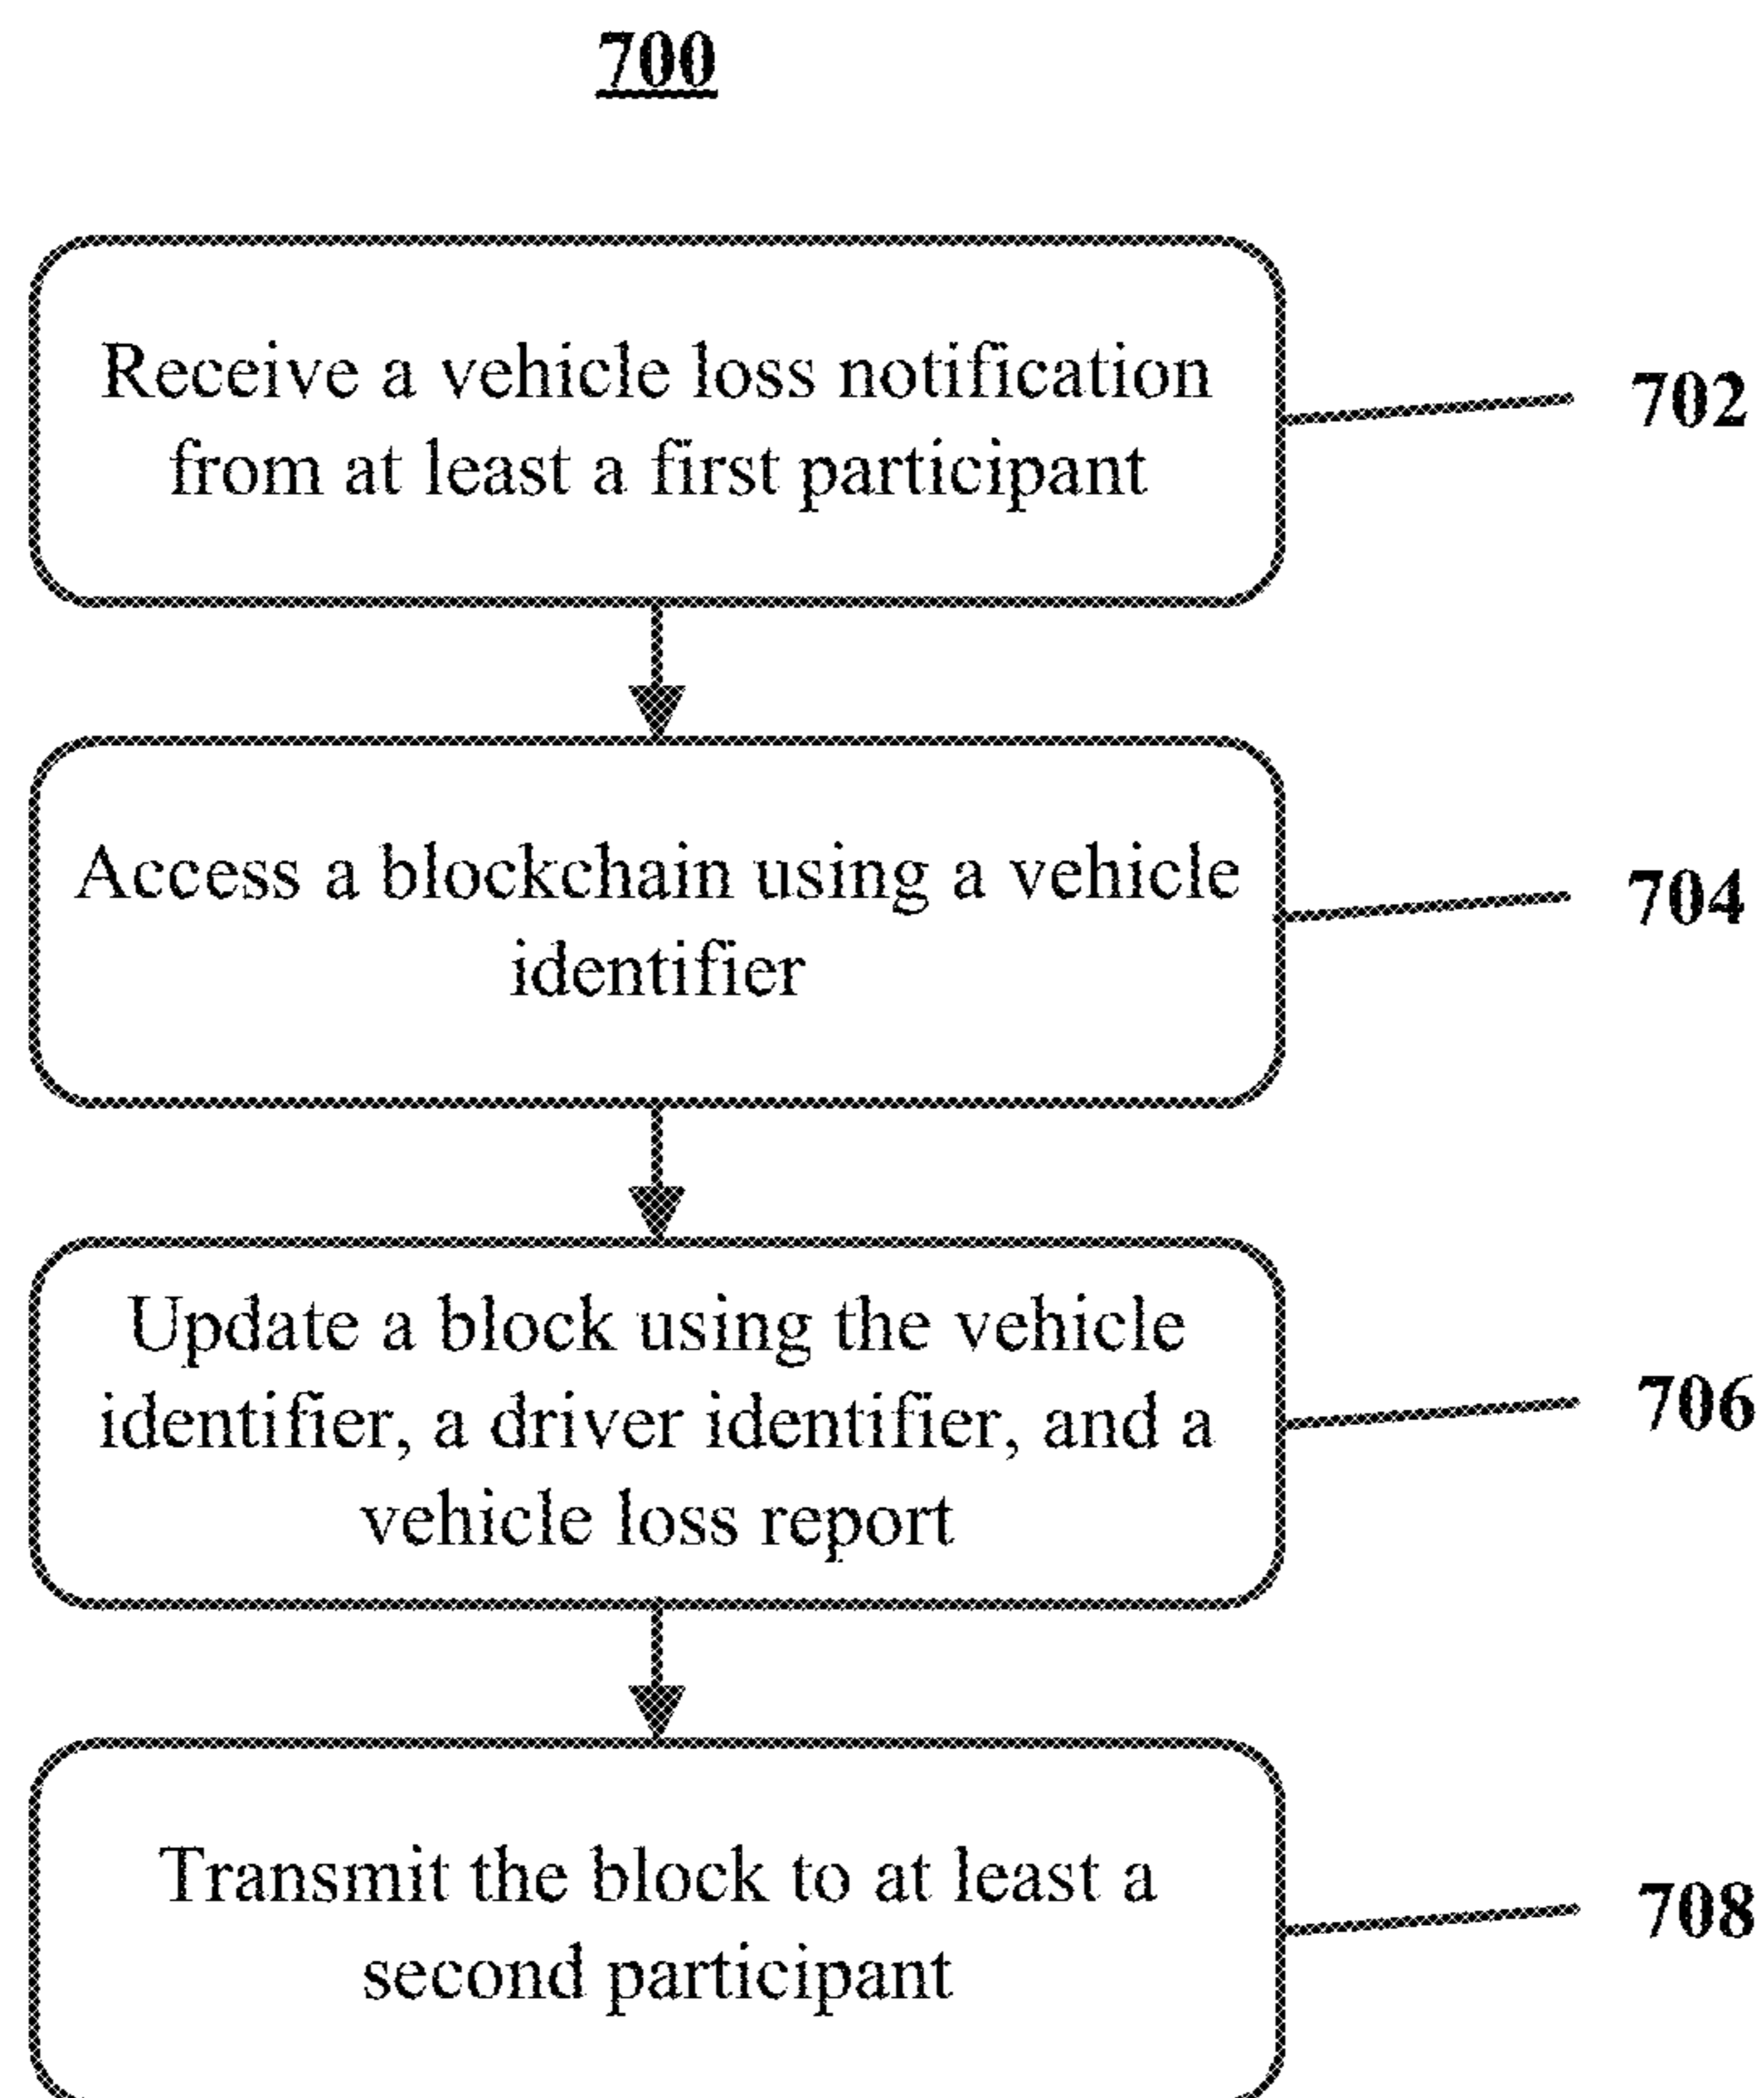 700
Receive a vehicle loss notification
from at least a first participant
702
Access a blockchain using a vehicle
identifier
704
Update a block using the vehicle
identifier, a driver identifier, and a
vehicle loss report
706
Transmit the block to at least a
second participant
708